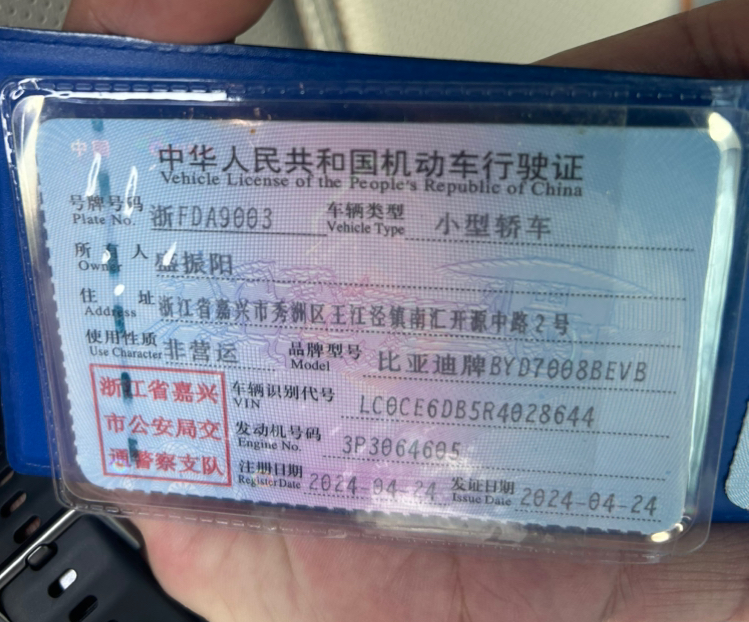 中华人民共和国机动车行驶证
Vehicle License of the People's Republic of China
号牌号码 浙FDA9003 车辆类型 小型轿车
Plate No. Vehicle Type
所有人 盛振阳
Owner
住址 浙江省嘉兴市秀洲区王江泾镇南汇开源中路2号
Address
使用性质 非营运 品牌型号 比亚迪牌BYD7008BEVB
Use Character Model
浙江省嘉兴
市公安局交
通警察支队
车辆识别代号 LC0CE6DB5R4028644
VIN
发动机号码 3P3064605
Engine No.
注册日期 2024-04-24 发证日期 2024-04-24
Register Date Issue Date